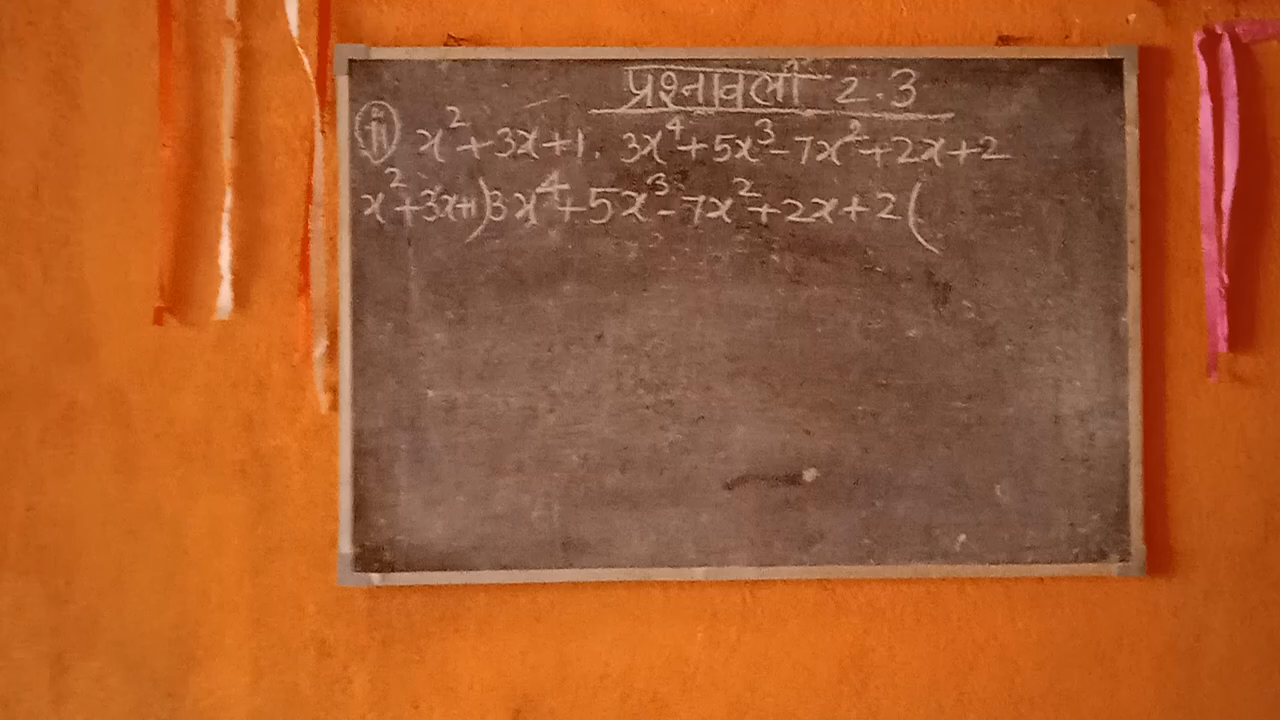 प्रश्नावली 2.3
(ii) x²+3x+1. 3x⁴+5x³-7x²+2x+2
x²+3x+1)3x⁴+5x³-7x²+2x+2(